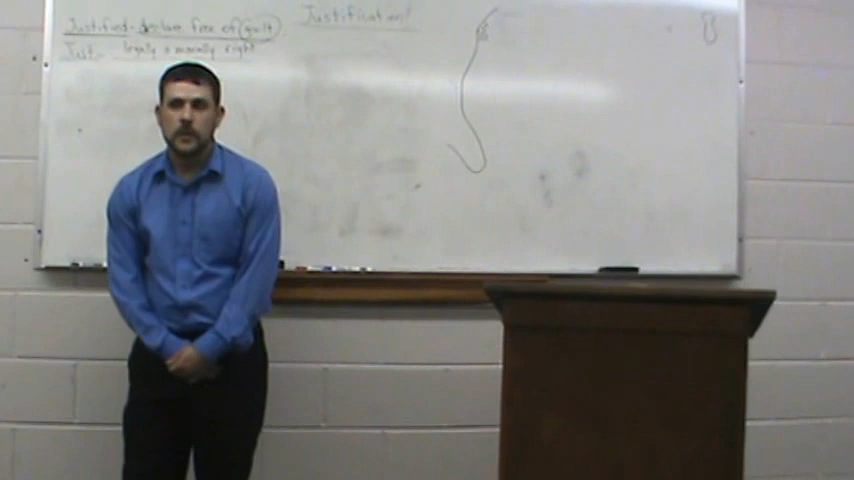 Justified - declare free of guilt
Just - legally & morally right
Justification!